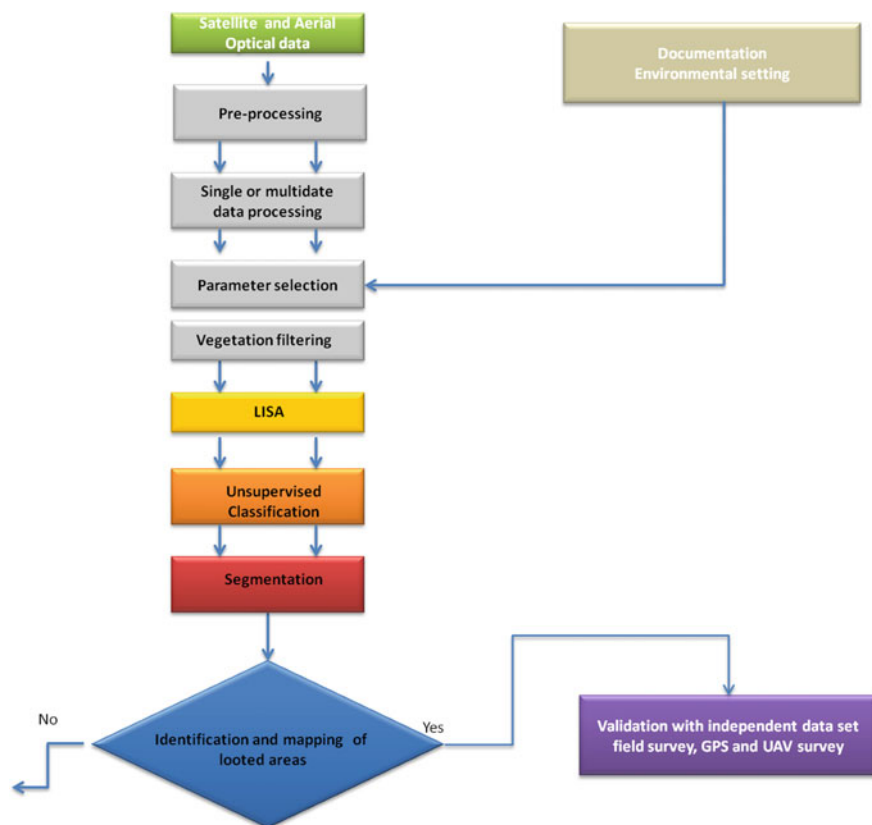 Satellite and Aerial
Optical data
Documentation
Environmental setting
Pre-processing
Single or multidate
data processing
Parameter selection
Vegetation filtering
LISA
Unsupervised
Classification
Segmentation
No
Identification and mapping of
looted areas
Yes
Validation with independent data set
field survey, GPS and UAV survey